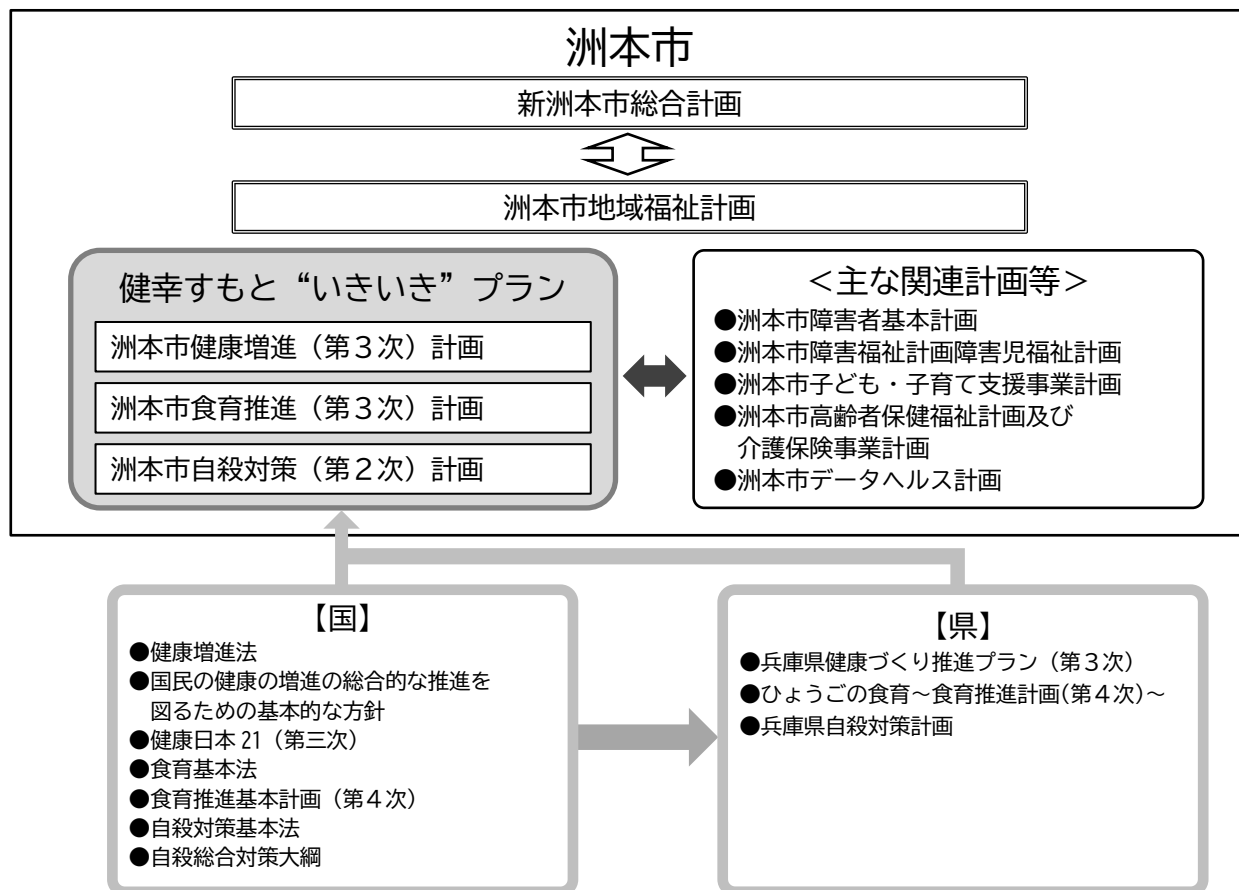 洲本市
新洲本市総合計画
洲本市地域福祉計画
健幸すもと“いきいき”プラン
洲本市健康増進（第３次）計画
洲本市食育推進（第３次）計画
洲本市自殺対策（第２次）計画
＜主な関連計画等＞
●洲本市障害者基本計画
●洲本市障害福祉計画障害児福祉計画
●洲本市子ども・子育て支援事業計画
●洲本市高齢者保健福祉計画及び
介護保険事業計画
●洲本市データヘルス計画
【国】
●健康増進法
●国民の健康の増進の総合的な推進を
図るための基本的な方針
●健康日本21（第三次）
●食育基本法
●食育推進基本計画（第４次）
●自殺対策基本法
●自殺総合対策大綱
【県】
●兵庫県健康づくり推進プラン（第３次）
●ひょうごの食育～食育推進計画(第４次)～
●兵庫県自殺対策計画